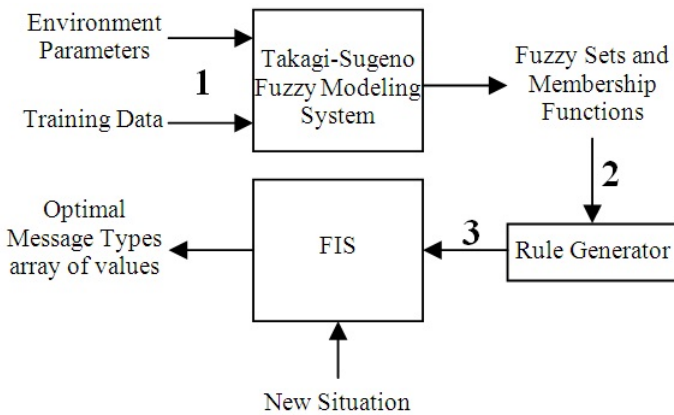 Environment
Parameters
1
Training Data
Takagi-Sugeno
Fuzzy Modeling
System
Fuzzy Sets and
Membership
Functions
2
Rule Generator
3
FIS
Optimal
Message Types
array of values
New Situation